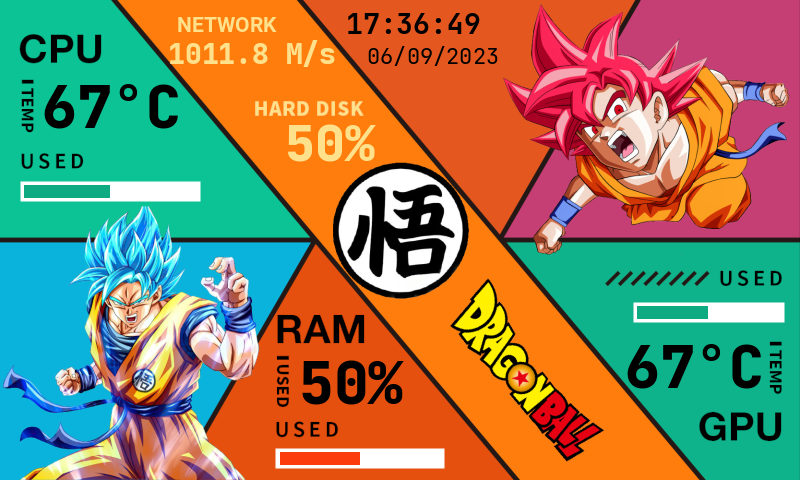 CPU
TEMP
67°C
USED
NETWORK
1011.8 M/s
HARD DISK
50%
17:36:49
06/09/2023
悟
悟
RAM
USED
50%
USED
DRAGON BALL
USED
67°C
TEMP
GPU